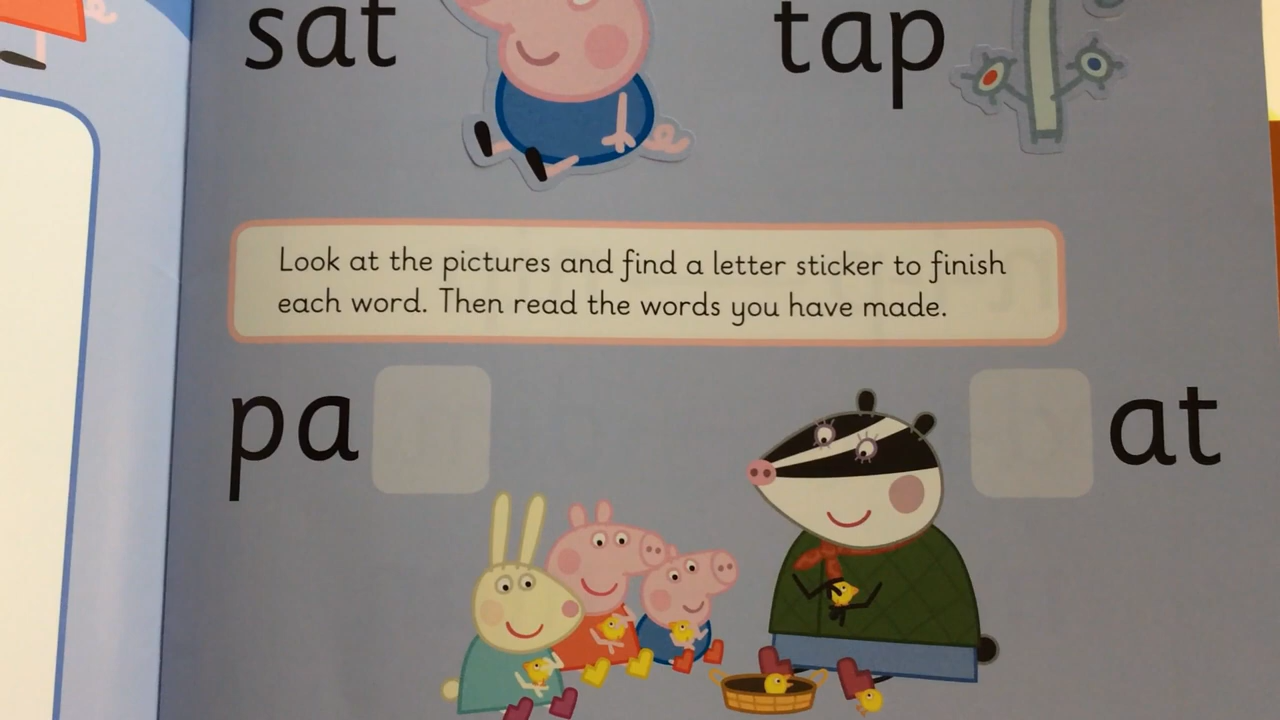 sat tap
Look at the pictures and find a letter sticker to finish
each word. Then read the words you have made.
pa at